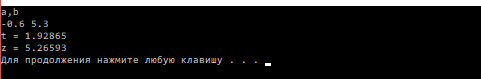 a,b
-0.6 5.3
t = 1.92865
z = 5.26593
Для продолжения нажмите любую клавишу . . .